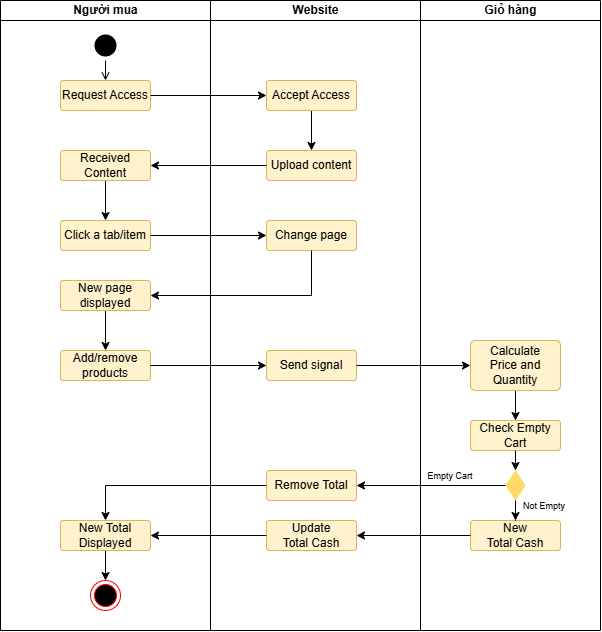 Người mua
Website
Giỏ hàng
Request Access
Accept Access
Received
Content
Upload content
Click a tab/item
Change page
New page
displayed
Add/remove
products
Send signal
Calculate
Price and
Quantity
Check Empty
Cart
Remove Total
Empty Cart
Not Empty
New Total
Displayed
Update
Total Cash
New
Total Cash